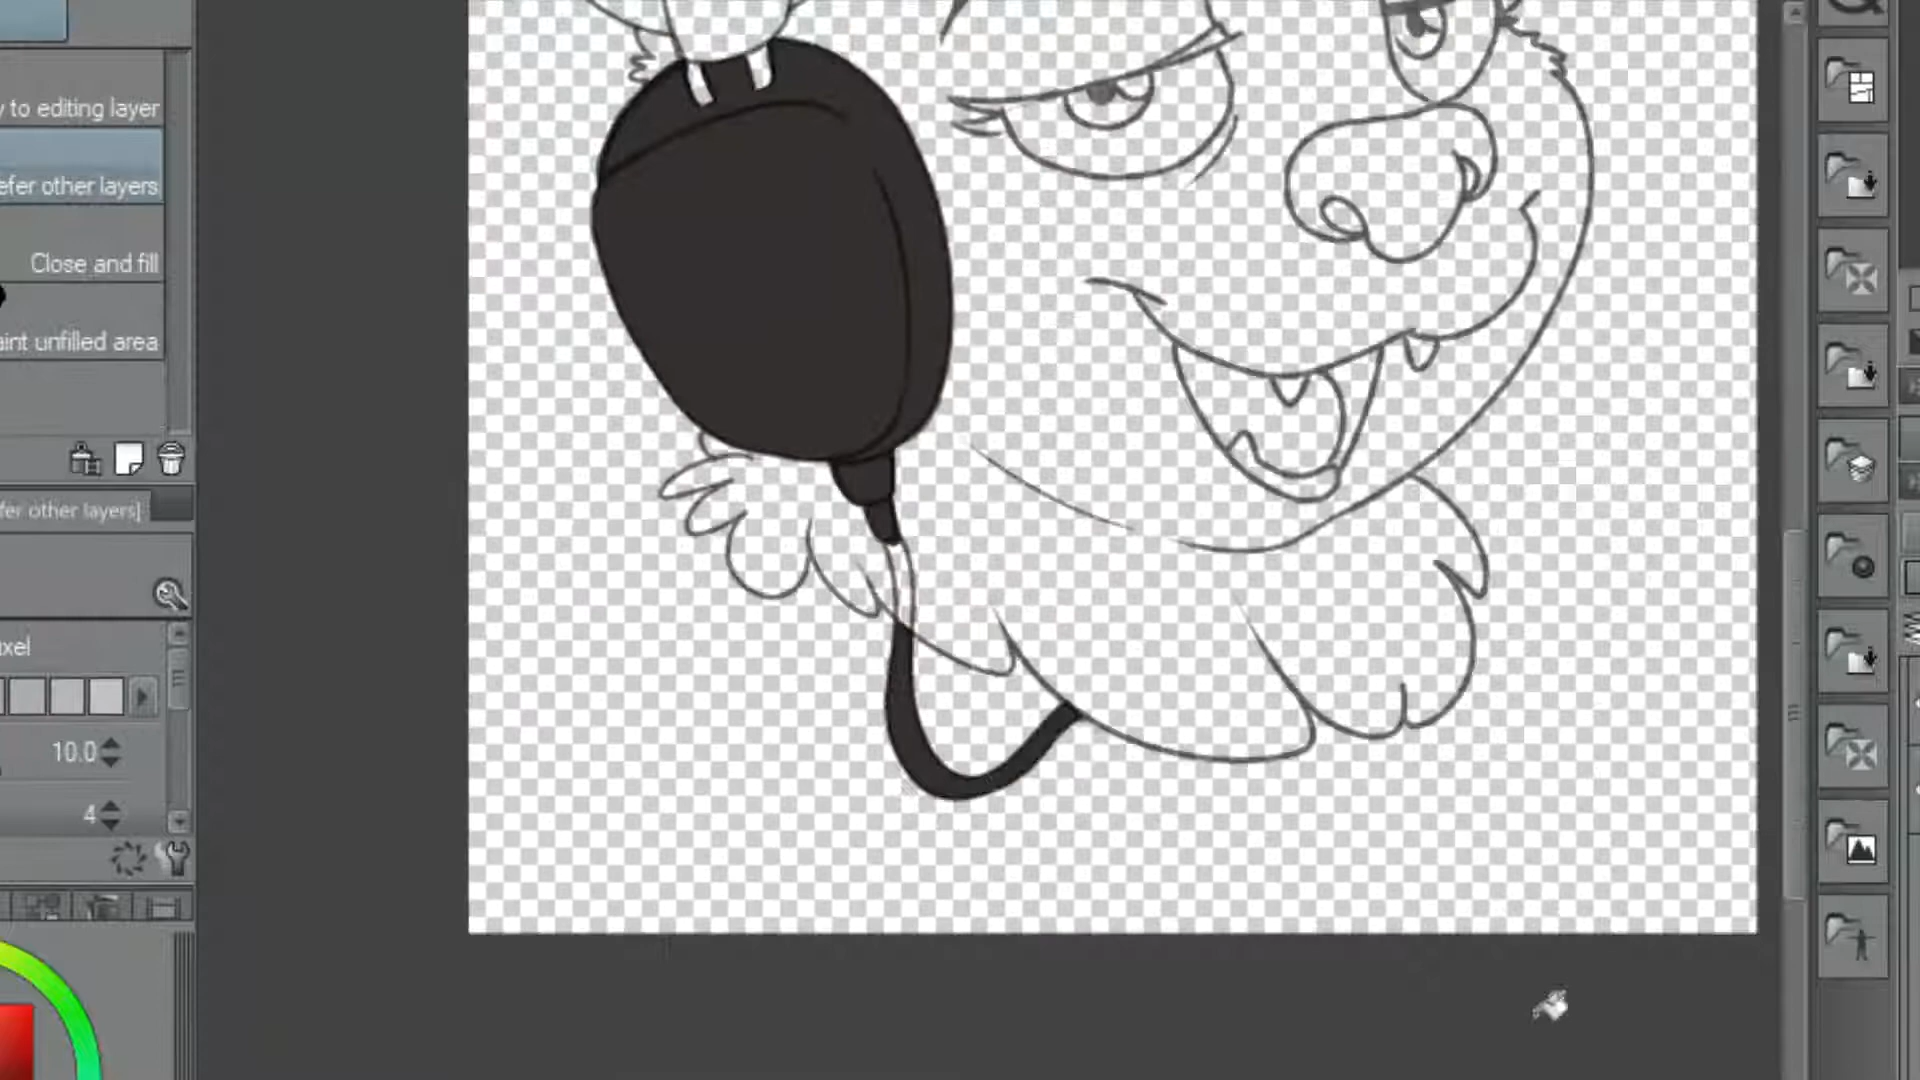 y to editing layer
efer other layers
Close and fill
aint unfilled area
fer other layers]
xel
10.0
4